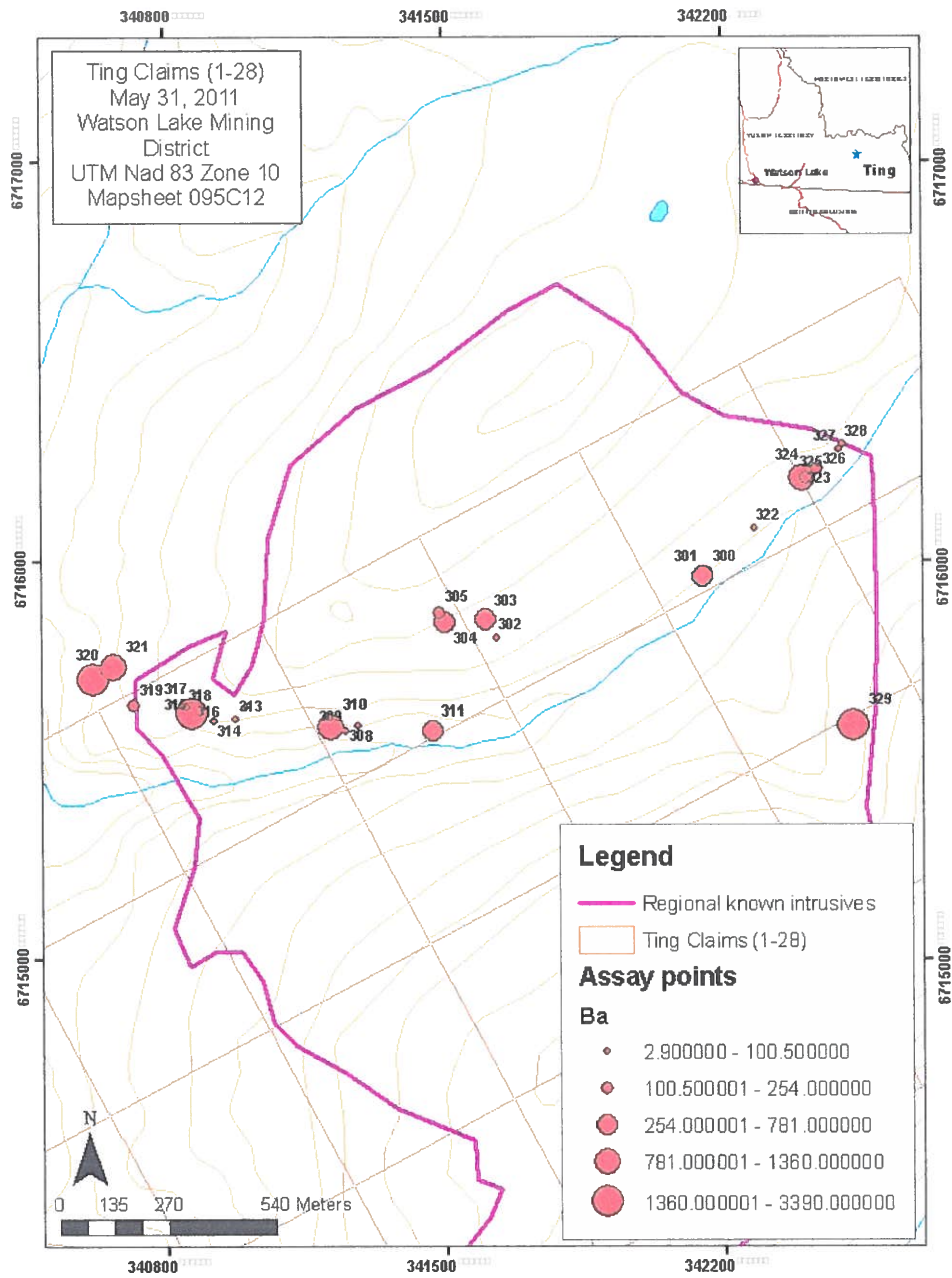 340800
341500
342200
Ting Claims (1-28)
May 31, 2011
Watson Lake Mining
District
UTM Nad 83 Zone 10
Mapsheet 095C12
Watson Lake
Ting
6717000
6717000
6716000
6716000
6715000
6715000
328
327
326
325
324
323
322
301
300
305
304
303
302
321
320
319
317
318
316
314
310
308
311
329
Legend
Regional known intrusives
Ting Claims (1-28)
Assay points
Ba
2.900000 - 100.500000
100.500001 - 254.000000
254.000001 - 781.000000
781.000001 - 1360.000000
1360.000001 - 3390.000000
N
0 135 270 540 Meters
340800
341500
342200